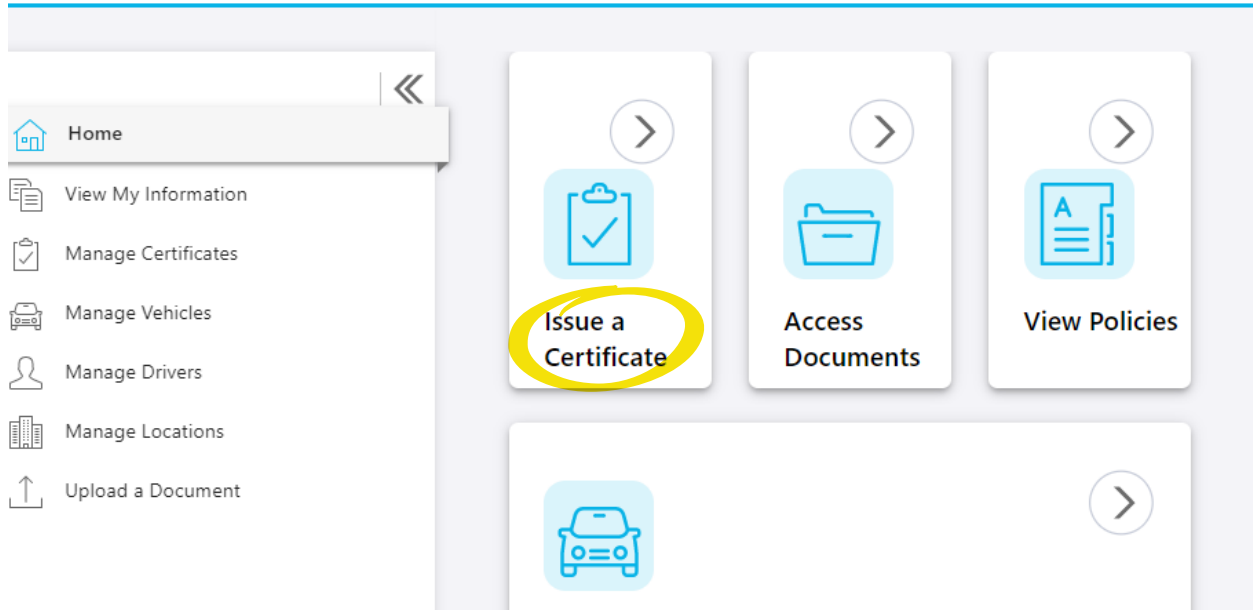 Home
View My Information
Manage Certificates
Manage Vehicles
Manage Drivers
Manage Locations
Upload a Document
Issue a
Certificate
Access
Documents
View Policies
A